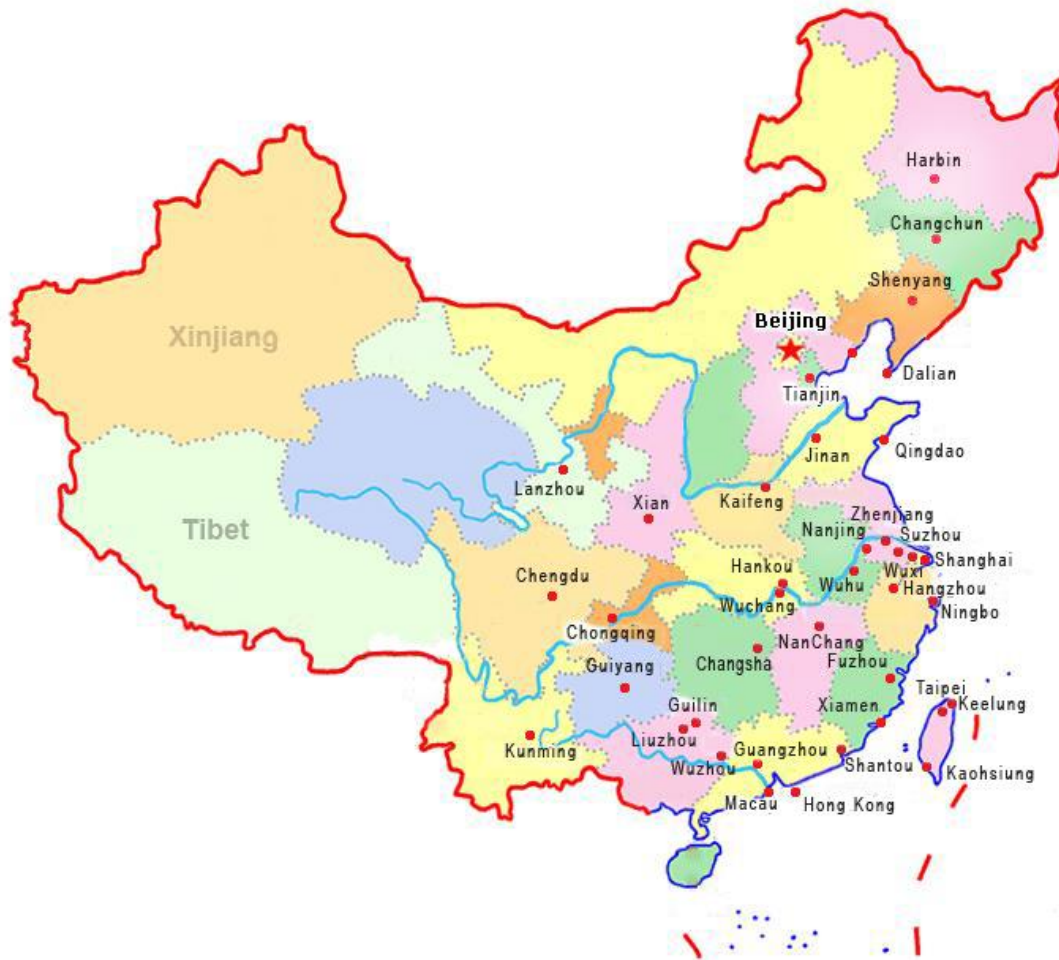 Harbin
Changchun
Shenyang
Beijing
Xinjiang
Dalian
Tianjin
Jinan
Qingdao
Lanzhou
Kaifeng
Xian
Zhenjiang
Tibet
Nanjing
Suzhou
Shanghai
Hankou
Wuxi
Chengdu
Wuhu
Hangzhou
Wuchang
Ningbo
Chongqing
NanChang
Changsha
Guiyang
Fuzhou
Taipei
Keelung
Guilin
Xiamen
Kunming
Liuzhou
Guangzhou
Wuzhou
Shantou
Kaohsiung
Macau
Hong Kong